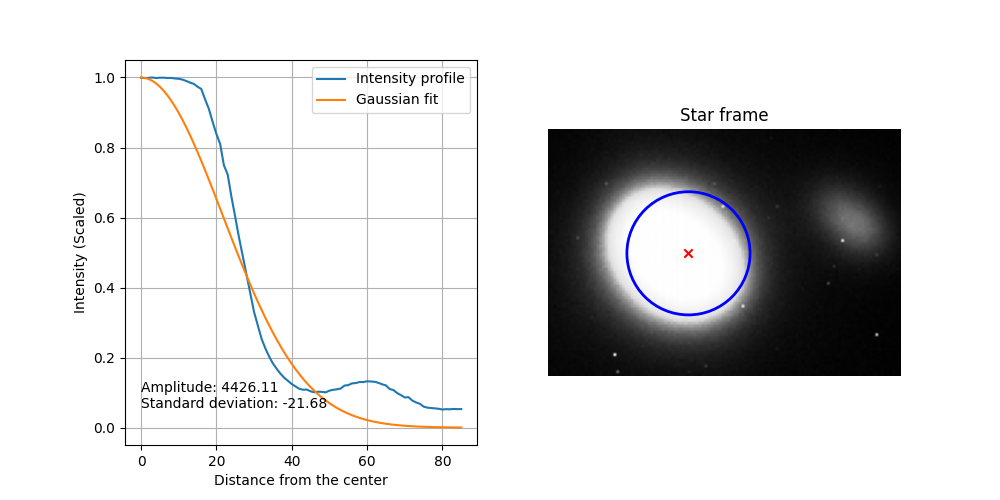 Intensity profile
Gaussian fit
Intensity (Scaled)
1.0
0.8
0.6
0.4
0.2
0.0
Amplitude: 4426.11
Standard deviation: -21.68
0 20 40 60 80
Distance from the center
Star frame